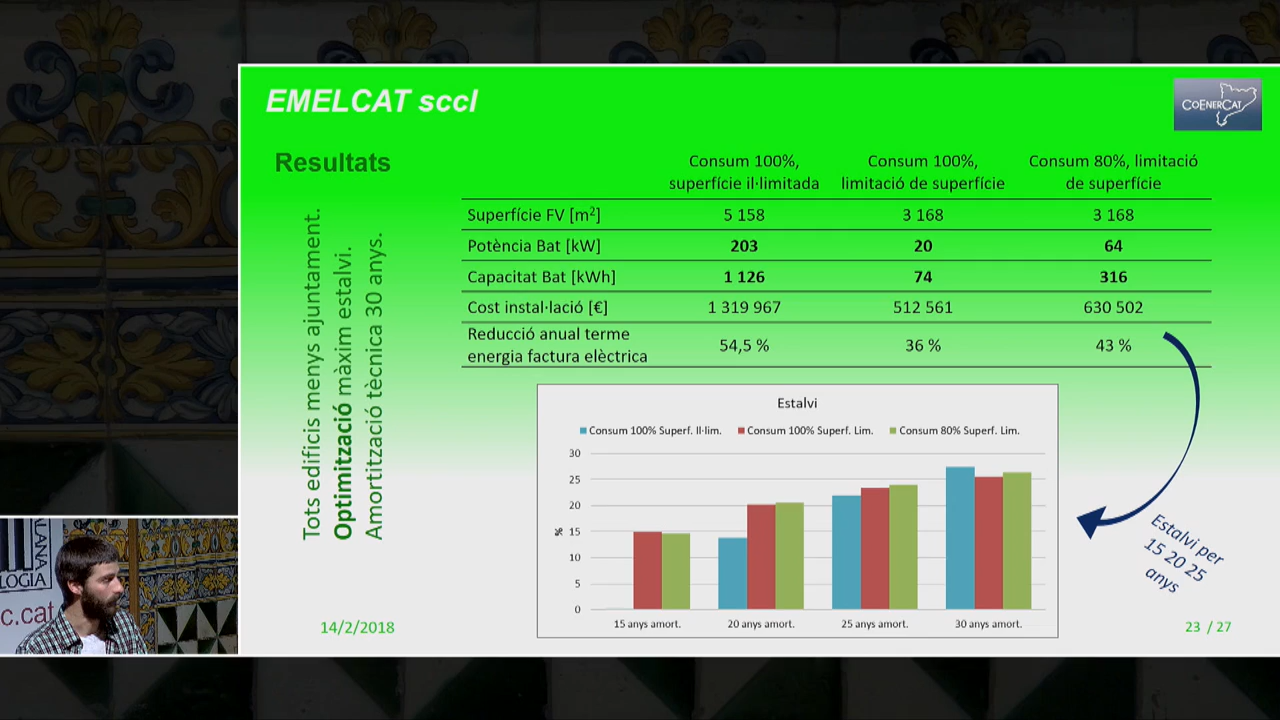 EMELCAT sccl
COENERCAT
Resultats
Tots edificis menys ajuntament.
Optimització màxim estalvi.
Amortització tècnica 30 anys.
Consum 100%, superfície il·limitada
Consum 100%, limitació de superfície
Consum 80%, limitació de superfície
Superfície FV [m²] 5 158 3 168 3 168
Potència Bat [kW] 203 20 64
Capacitat Bat [kWh] 1 126 74 316
Cost instal·lació [€] 1 319 967 512 561 630 502
Reducció anual terme
energia factura elèctrica 54,5 % 36 % 43 %
Estalvi
Consum 100% Superf. Il·lim. Consum 100% Superf. Lim. Consum 80% Superf. Lim.
30
25
20
15
10
5
0
%
15 anys amort. 20 anys amort. 25 anys amort. 30 anys amort.
Estalvi per
15 20 25
anys
ALANA
LOGIA
c.cat
14/2/2018
23 / 27